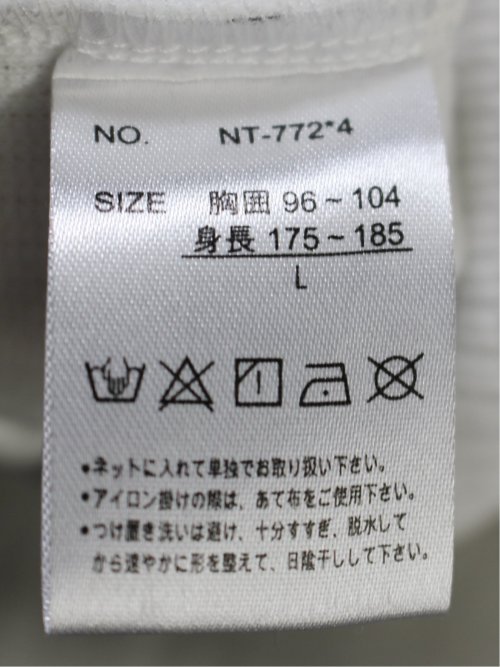 NO. NT-772*4
SIZE 胸囲 96~104
身長 175~185
L
•ネットに入れて単独でお取り扱い下さい。
•アイロン掛けの際は、あて布をご使用下さい。
•つけ置き洗いは避け、十分すすぎ、脱水して
から速やかに形を整えて、日陰干しして下さい。